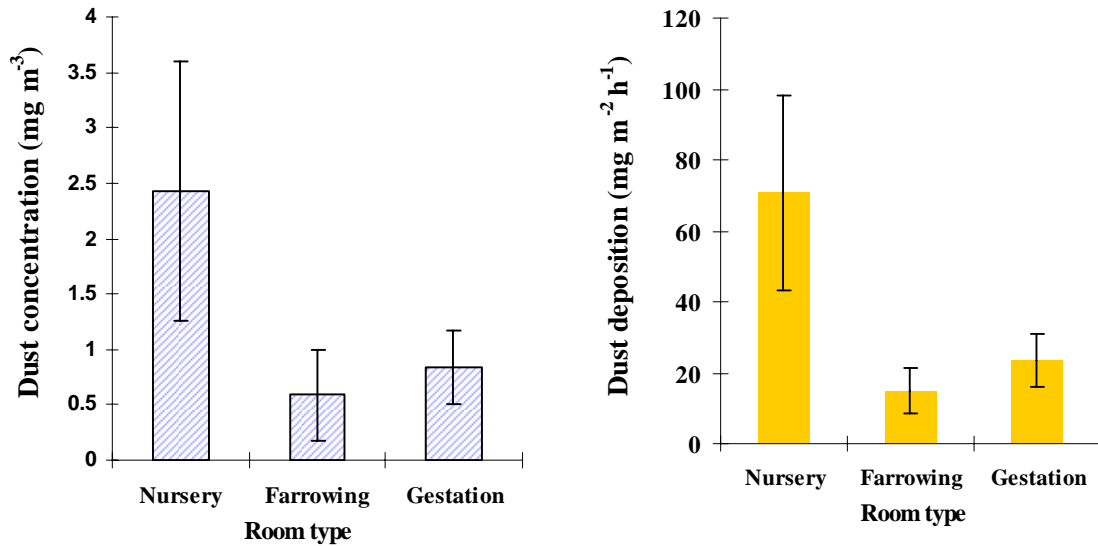 Dust concentration (mg m-3)
4
3.5
3
2.5
2
1.5
1
0.5
0
Nursery Farrowing Gestation
Room type
Dust deposition (mg m-2 h-1)
120
100
80
60
40
20
0
Nursery Farrowing Gestation
Room type